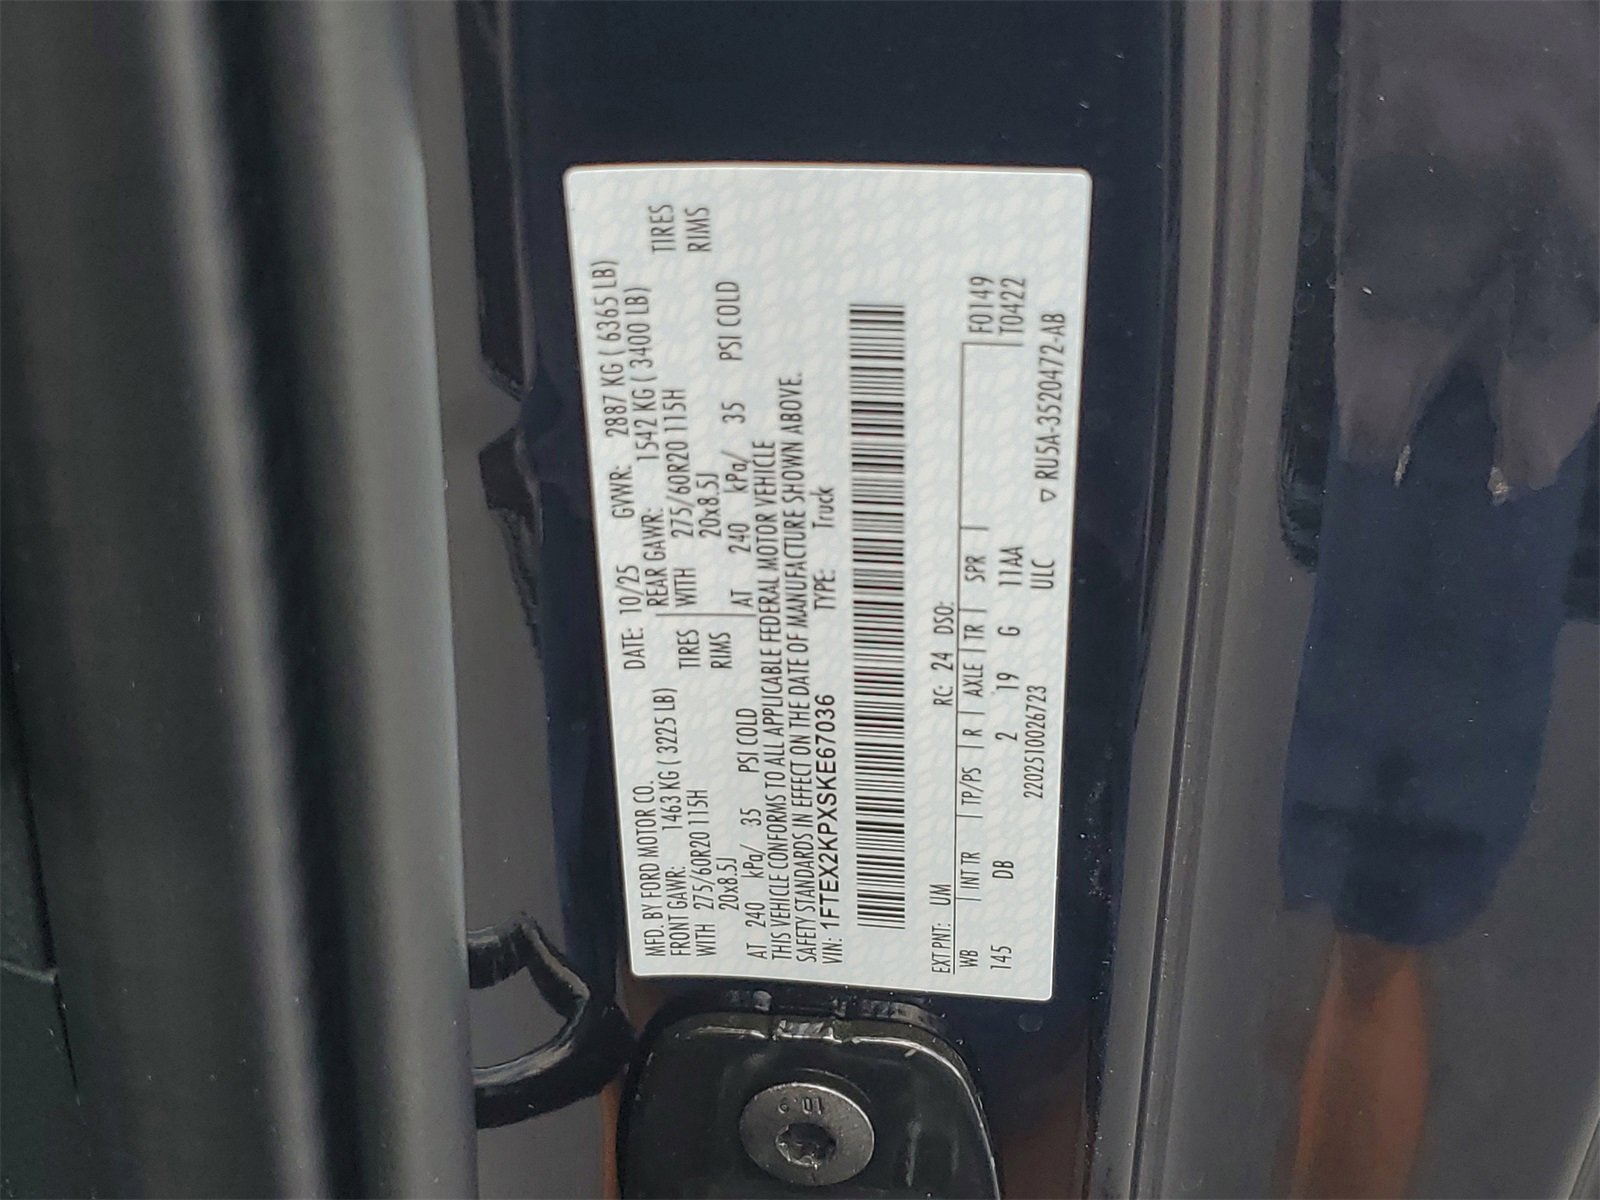 MFD. BY FORD MOTOR CO. DATE: 10/25 GVWR: 2887 KG ( 6365 LB)
FRONT GAWR: 1463 KG ( 3225 LB) REAR GAWR: 1542 KG ( 3400 LB)
WITH 275/60R20 115H TIRES WITH 275/60R20 115H TIRES
20x8.5J RIMS 20x8.5J RIMS
AT 240 kPa/ 35 PSI COLD AT 240 kPa/ 35 PSI COLD
THIS VEHICLE CONFORMS TO ALL APPLICABLE FEDERAL MOTOR VEHICLE
SAFETY STANDARDS IN EFFECT ON THE DATE OF MANUFACTURE SHOWN ABOVE.
VIN: 1FTEX2KPXSKE67036 TYPE: Truck
EXT PNT: UM RC: 24 DSO:
WB INT TR TP/PS R AXLE TR SPR F0149
145 DB 2 19 G 11AA T0422
2202510026723 ULC ▽ RU5A-3520472-AB
10.9